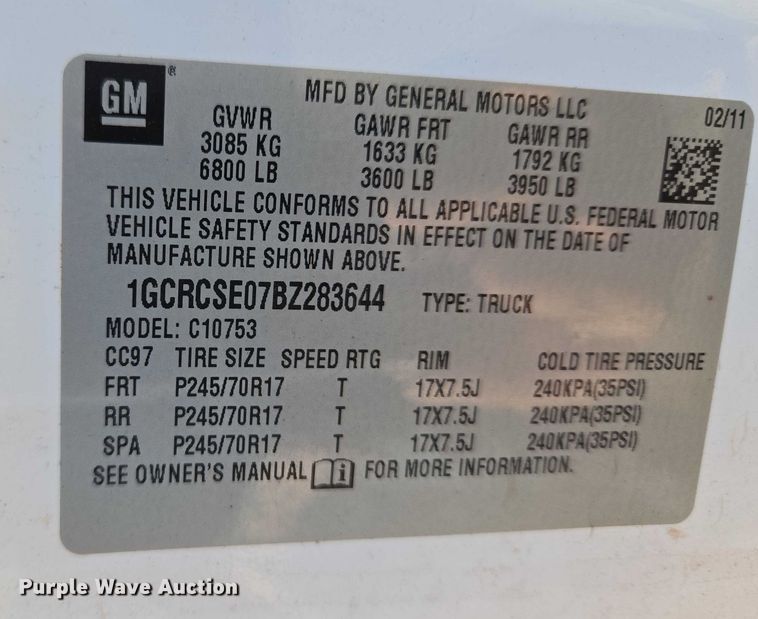 GM ®
MFD BY GENERAL MOTORS LLC
02/11
GVWR GAWR FRT GAWR RR
3085 KG 1633 KG 1792 KG
6800 LB 3600 LB 3950 LB
THIS VEHICLE CONFORMS TO ALL APPLICABLE U.S. FEDERAL MOTOR
VEHICLE SAFETY STANDARDS IN EFFECT ON THE DATE OF
MANUFACTURE SHOWN ABOVE.
1GCRCSE07BZ283644 TYPE: TRUCK
MODEL: C10753
CC97 TIRE SIZE SPEED RTG RIM COLD TIRE PRESSURE
FRT P245/70R17 T 17X7.5J 240KPA(35PSI)
RR P245/70R17 T 17X7.5J 240KPA(35PSI)
SPA P245/70R17 T 17X7.5J 240KPA(35PSI)
SEE OWNER'S MANUAL i FOR MORE INFORMATION.
Purple Wave Auction